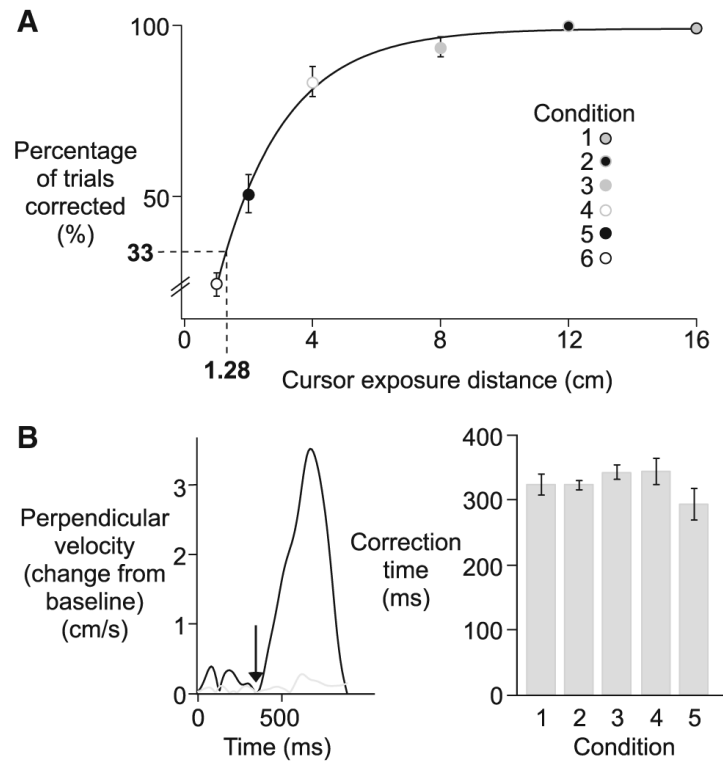 A
100
Percentage
of trials
corrected
(%)
50
33
Condition
1
2
3
4
5
6
0
4
8
12
16
1.28
Cursor exposure distance (cm)
B
Perpendicular
velocity
(change from
baseline)
(cm/s)
3
2
1
0
0
500
Time (ms)
Correction
time
(ms)
400
300
200
100
0
1
2
3
4
5
Condition